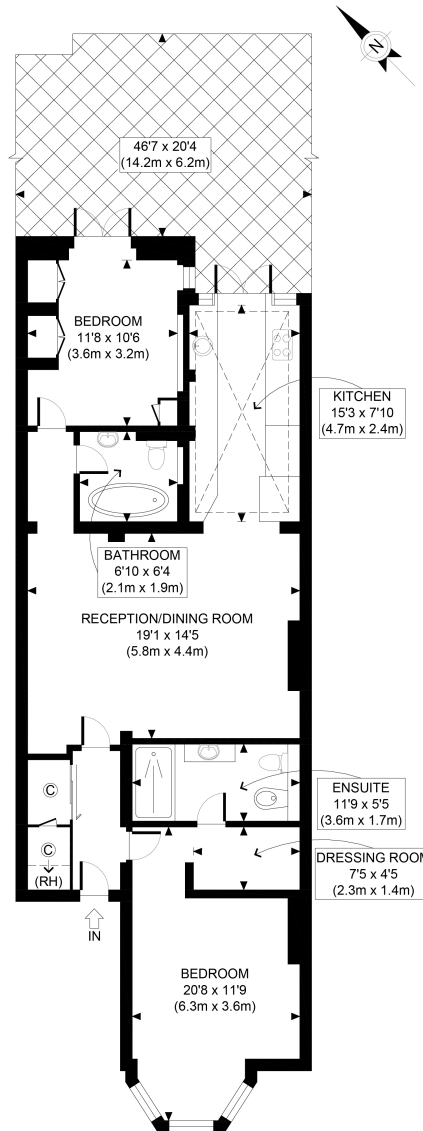 N
46'7 x 20'4
(14.2m x 6.2m)
BEDROOM
11'8 x 10'6
(3.6m x 3.2m)
KITCHEN
15'3 x 7'10
(4.7m x 2.4m)
BATHROOM
6'10 x 6'4
(2.1m x 1.9m)
RECEPTION/DINING ROOM
19'1 x 14'5
(5.8m x 4.4m)
C
ENSUITE
11'9 x 5'5
(3.6m x 1.7m)
C
(RH)
DRESSING ROOM
7'5 x 4'5
(2.3m x 1.4m)
IN
BEDROOM
20'8 x 11'9
(6.3m x 3.6m)